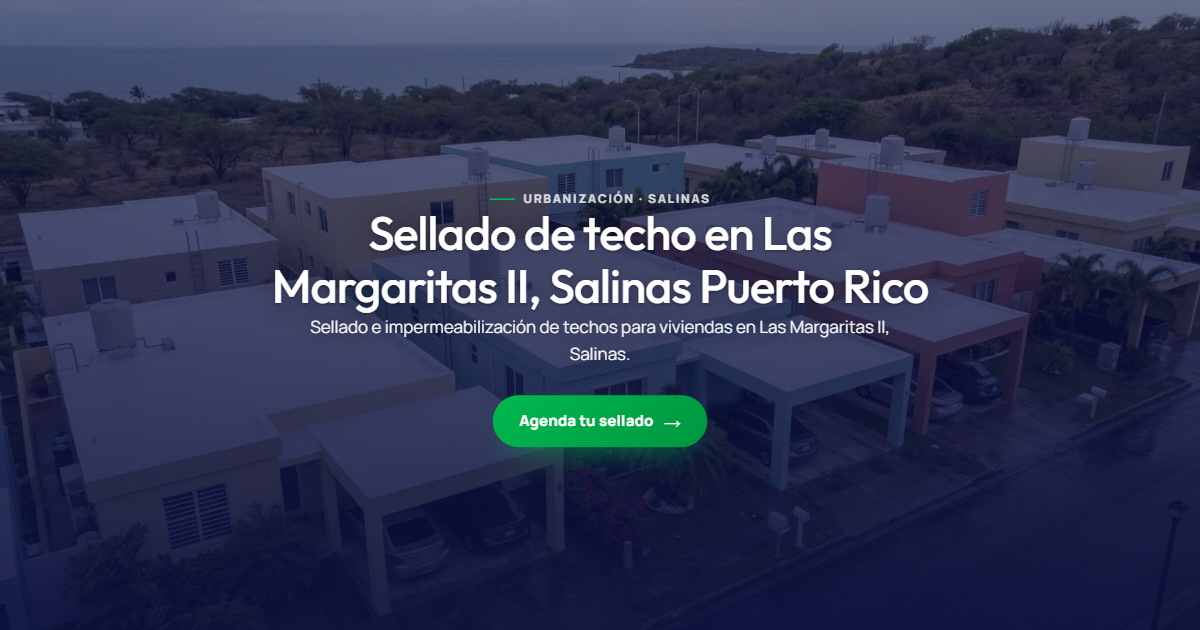 URBANIZACIÓN · SALINAS
Sellado de techo en Las
Margaritas II, Salinas Puerto Rico
Sellado e impermeabilización de techos para viviendas en Las Margaritas II,
Salinas.
Agenda tu sellado →